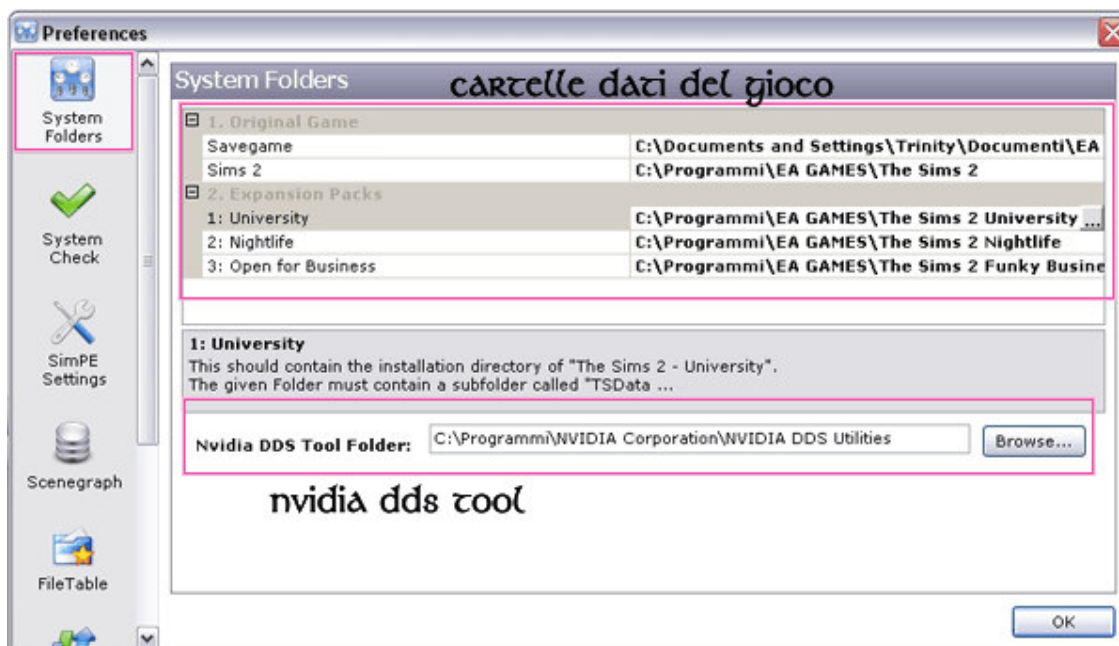 Preferences
System Folders
System Check
SimPE Settings
Scenegraph
FileTable
System Folders
cartelle dati del gioco
1. Original Game
Savegame C:\Documents and Settings\Trinity\Documenti\EA
Sims 2 C:\Programmi\EA GAMES\The Sims 2
2. Expansion Packs
1: University C:\Programmi\EA GAMES\The Sims 2 University ...
2: Nightlife C:\Programmi\EA GAMES\The Sims 2 Nightlife
3: Open for Business C:\Programmi\EA GAMES\The Sims 2 Funky Busine
1: University
This should contain the installation directory of "The Sims 2 - University".
The given Folder must contain a subfolder called "TSData ...
Nvidia DDS Tool Folder: C:\Programmi\NVIDIA Corporation\NVIDIA DDS Utilities Browse...
nvidia dds tool
OK